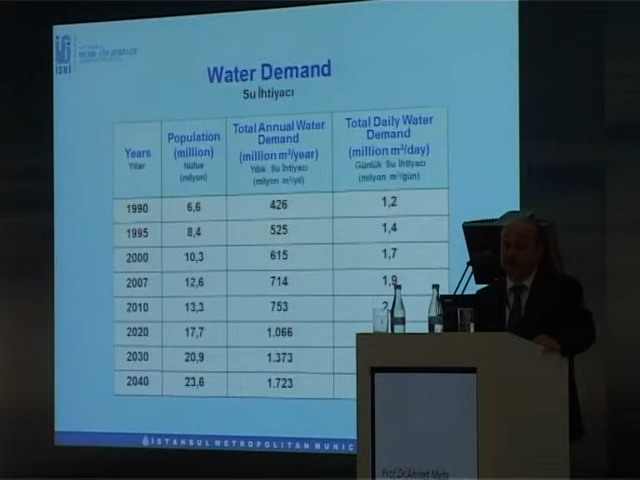 İSKİ
Water Demand
Su İhtiyacı
Years
Yıllar
Population
(million)
Nüfus
(milyon)
Total Annual Water
Demand
(million m³/year)
Yıllık Su İhtiyacı
(milyon m³/yıl)
Total Daily Water
Demand
(million m³/day)
Günlük Su İhtiyacı
(milyon m³/gün)
1990 6,6 426 1,2
1995 8,4 525 1,4
2000 10,3 615 1,7
2007 12,6 714 1,9
2010 13,3 753 2
2020 17,7 1.066
2030 20,9 1.373
2040 23,6 1.723
İSTANBUL METROPOLITAN MUNIC
Prof.Dr.Ahmet Mete